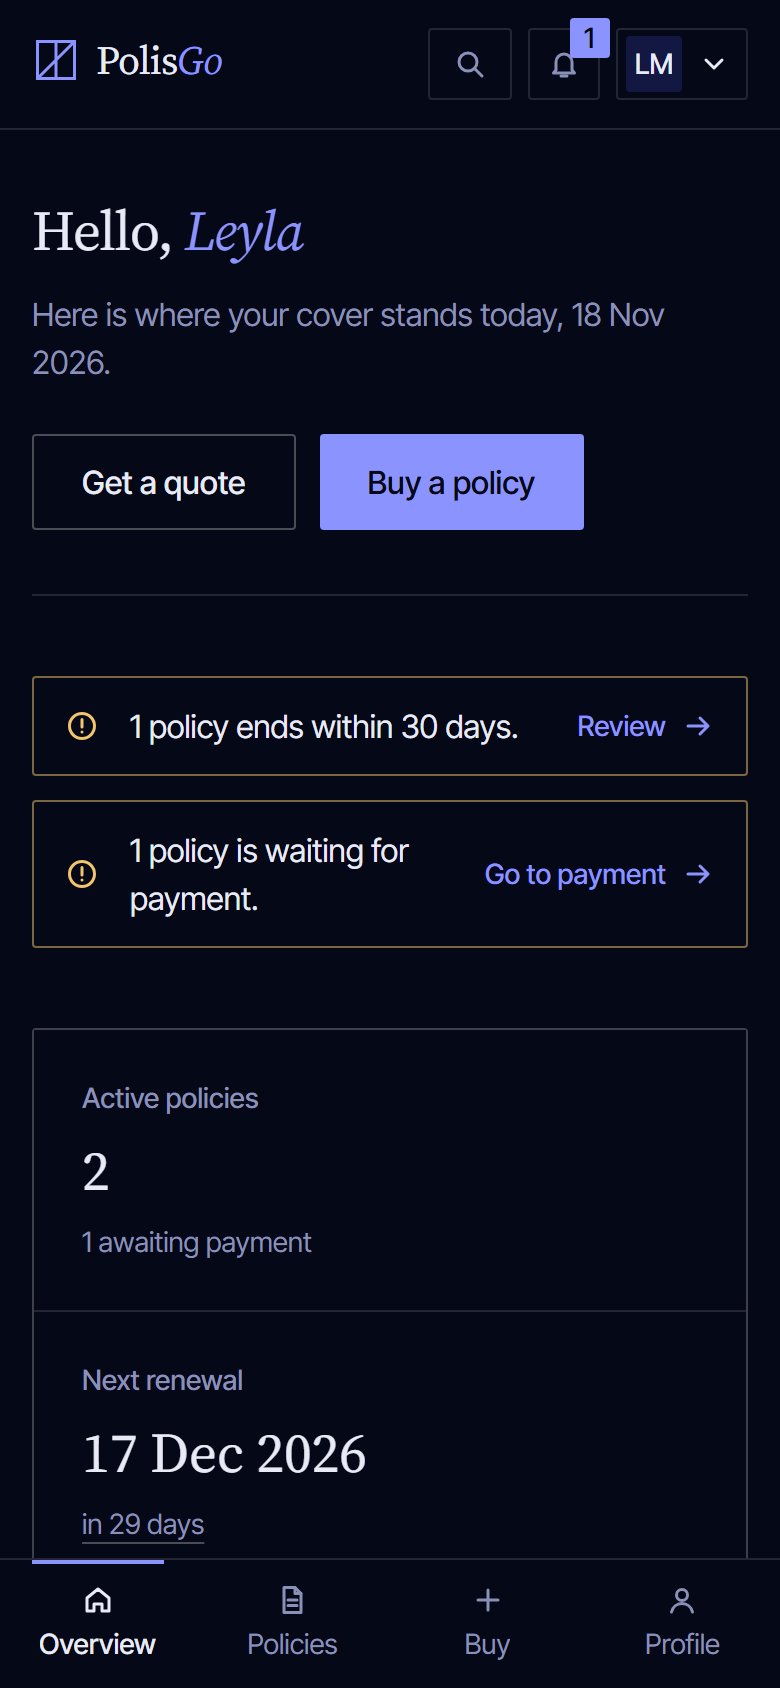 PolisGo
1
LM
Hello, Leyla
Here is where your cover stands today, 18 Nov
2026.
Get a quote
Buy a policy
1 policy ends within 30 days.
Review
1 policy is waiting for
payment.
Go to payment
Active policies
2
1 awaiting payment
Next renewal
17 Dec 2026
in 29 days
Overview
Policies
Buy
Profile